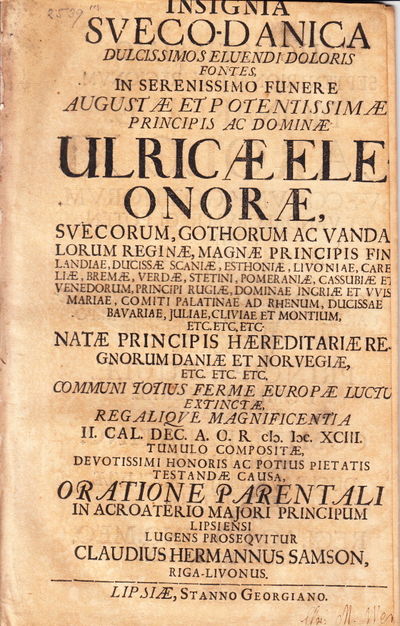 2539
INSIGNIA
SVECO-DANICA
DULCISSIMOS ELUENDI DOLORIS
FONTES,
IN SERENISSIMO FUNERE
AUGUSTÆ ET POTENTISSIMÆ
PRINCIPIS AC DOMINÆ
ULRICÆ ELE-
ONORÆ,
SVECORUM, GOTHORUM AC VANDA
LORUM REGINÆ, MAGNÆ PRINCIPIS FIN
LANDIAE, DUCISSÆ SCANIÆ, ESTHONIÆ, LIVONIAE, CARE
LIÆ, BREMÆ, VERDÆ, STETINI, POMERANIÆ, CASSUBIÆ ET
VENEDORUM, PRINCIPI RUGIÆ, DOMINAE INGRIÆ ET VVIS
MARIAE, COMITI PALATINAE AD RHENUM, DUCISSAE
BAVARIAE, JULIAE, CLIVIAE ET MONTIUM,
ETC. ETC, ETC.
NATÆ PRINCIPIS HÆREDITARIÆ RE-
GNORUM DANIÆ ET NORVEGIÆ,
ETC. ETC. ETC,
COMMUNI TOTIUS FERME EUROPÆ LUCTU
EXTINCTÆ,
REGALIQVE MAGNIFICENTIA
II. CAL. DEC. A. O. R cIɔ. Iɔc. XCIII.
TUMULO COMPOSITÆ,
DEVOTISSIMI HONORIS AC POTIUS PIETATIS
TESTANDÆ CAUSA,
ORATIONE PARENTALI
IN ACROATERIO MAJORI PRINCIPUM
LIPSIENSI
LUGENS PROSEQVITUR
CLAUDIUS HERMANNUS SAMSON,
RIGA-LIVONUS.
LIPSIÆ, STANNO GEORGIANO.